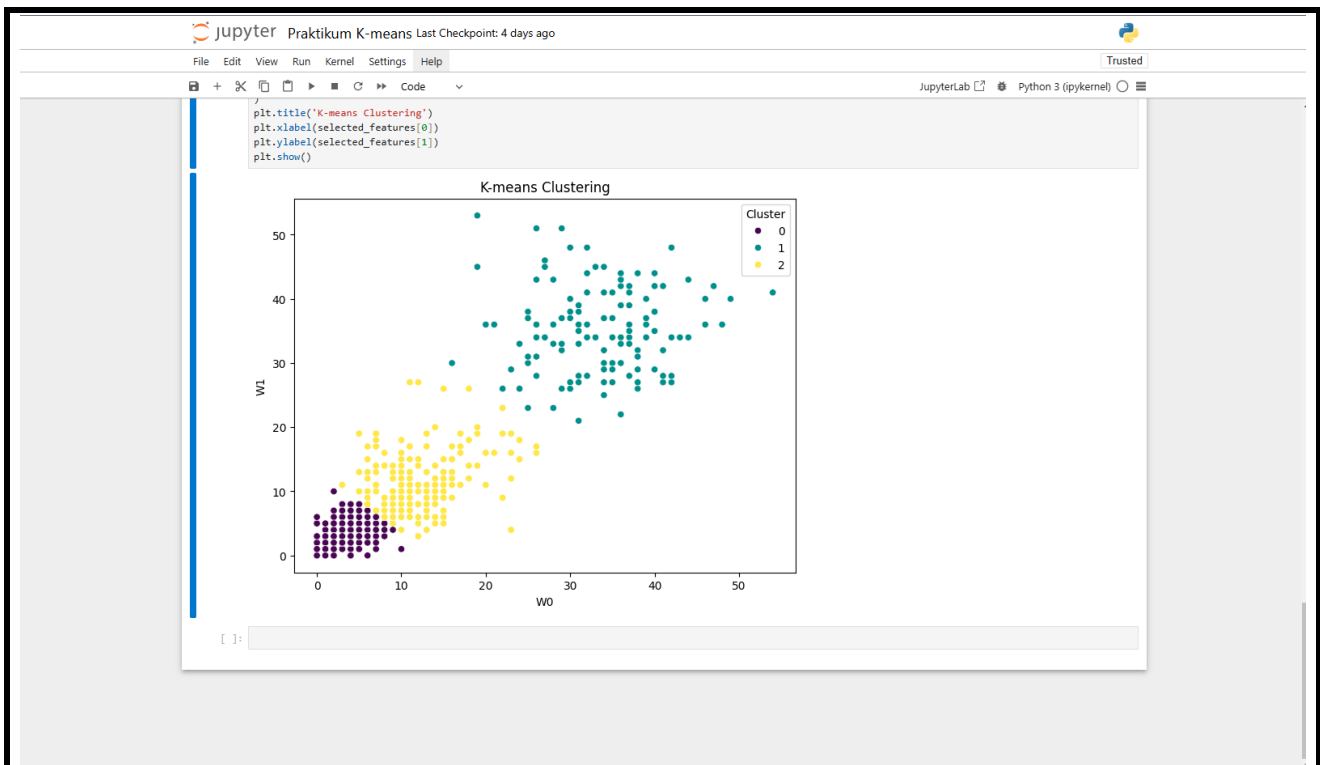 jupyter Praktikum K-means Last Checkpoint: 4 days ago
File Edit View Run Kernel Settings Help
Trusted
Code
JupyterLab
Python 3 (ipykernel)
)
plt.title('K-means Clustering')
plt.xlabel(selected_features[0])
plt.ylabel(selected_features[1])
plt.show()
K-means Clustering
Cluster
0
1
2
50
40
30
20
10
0
W1
0 10 20 30 40 50
W0
[ ]: